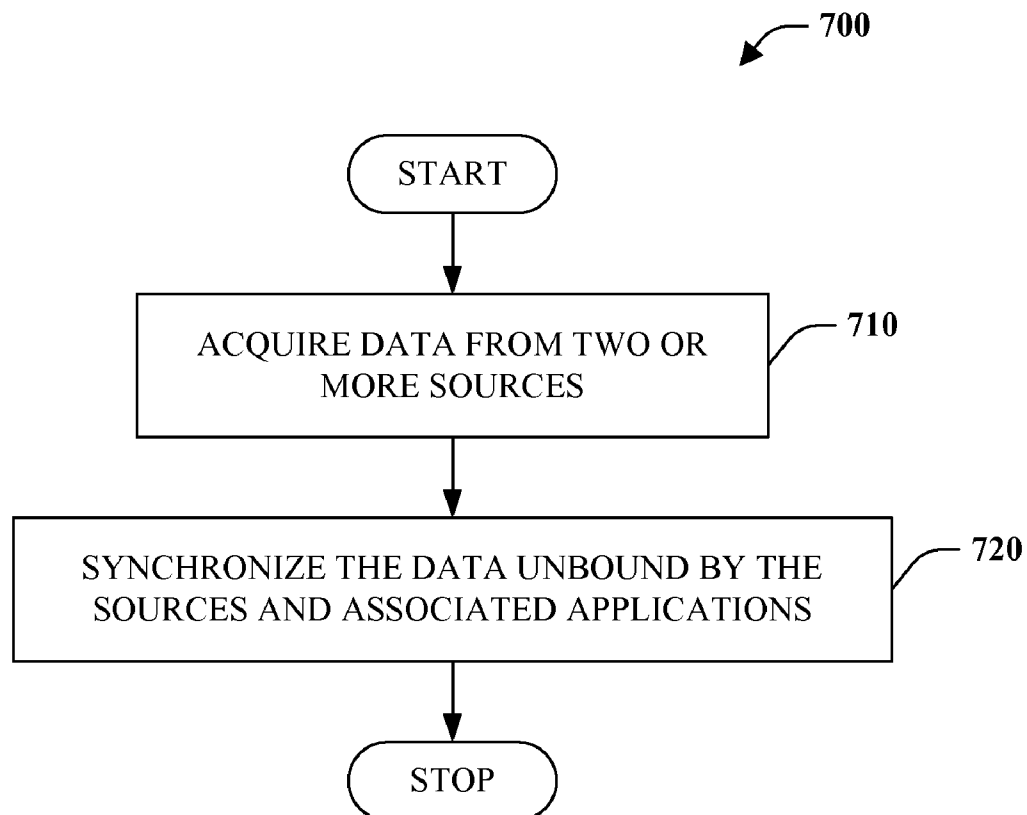 700
START
ACQUIRE DATA FROM TWO OR
MORE SOURCES
710
SYNCHRONIZE THE DATA UNBOUND BY THE
SOURCES AND ASSOCIATED APPLICATIONS
720
STOP